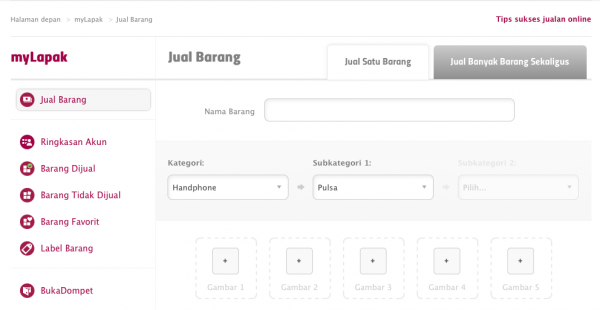 Halaman depan > myLapak > Jual Barang
Tips sukses jualan online
myLapak
Jual Barang
Jual Satu Barang
Jual Banyak Barang Sekaligus
Jual Barang
Nama Barang
Ringkasan Akun
Barang Dijual
Barang Tidak Dijual
Barang Favorit
Label Barang
BukaDompet
Kategori:
Subkategori 1:
Subkategori 2:
Handphone
Pulsa
Pilih...
+ + + + +
Gambar 1
Gambar 2
Gambar 3
Gambar 4
Gambar 5